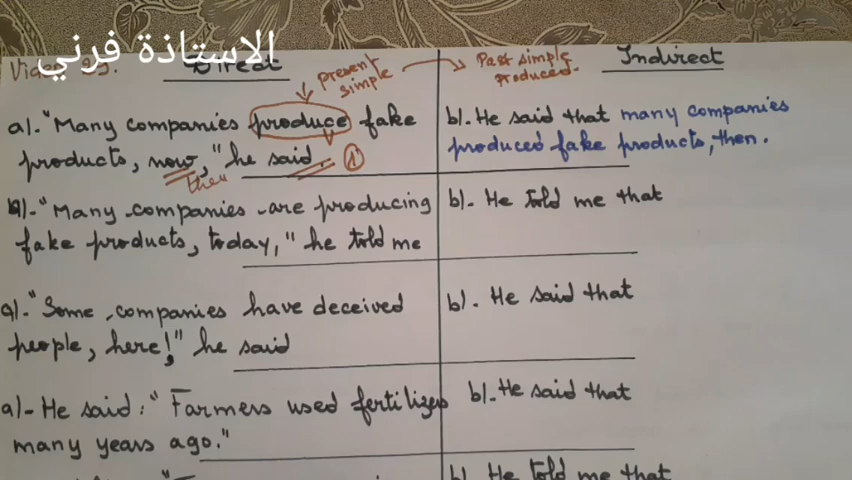 الاستاذة فرني
Direct
Indirect
present
simple
Past simple
produced.
a). "Many companies produce fake
products, now," he said. 1
then
b). He said that many companies
produced fake products, then.
a). "Many companies are producing
fake products, today," he told me
b). He told me that
a). "Some companies have deceived
people, here!," he said
b). He said that
a) - He said: "Farmers used fertilizers
many years ago."
b). He said that
b). He told me that